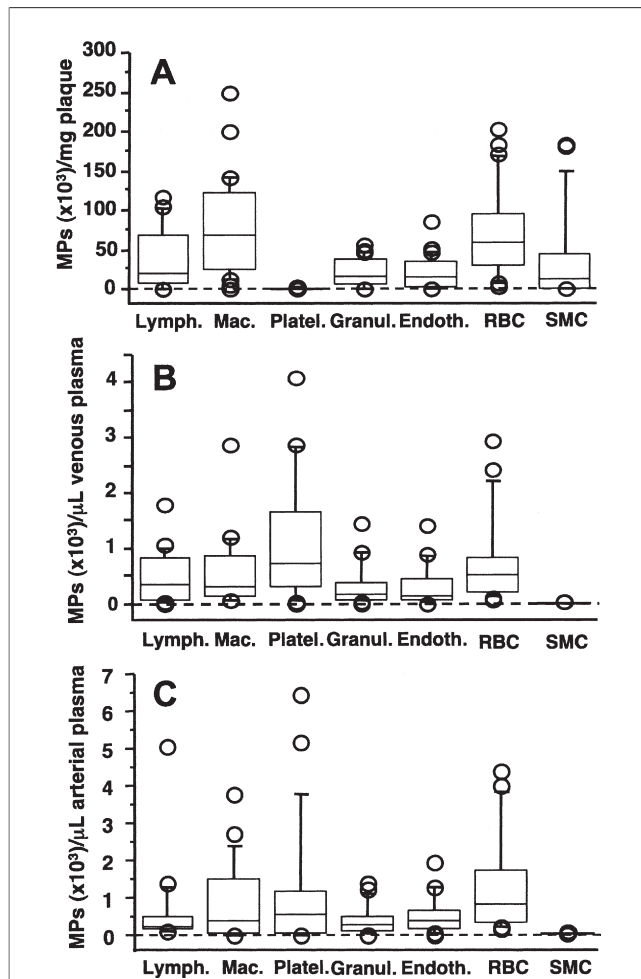 A
300
250
200
150
100
50
0
MPs (x10³)/mg plaque
Lymph. Mac. Platel. Granul. Endoth. RBC SMC
B
4
3
2
1
0
MPs (x10³)/µL venous plasma
Lymph. Mac. Platel. Granul. Endoth. RBC SMC
C
7
6
5
4
3
2
1
0
MPs (x10³)/µL arterial plasma
Lymph. Mac. Platel. Granul. Endoth. RBC SMC